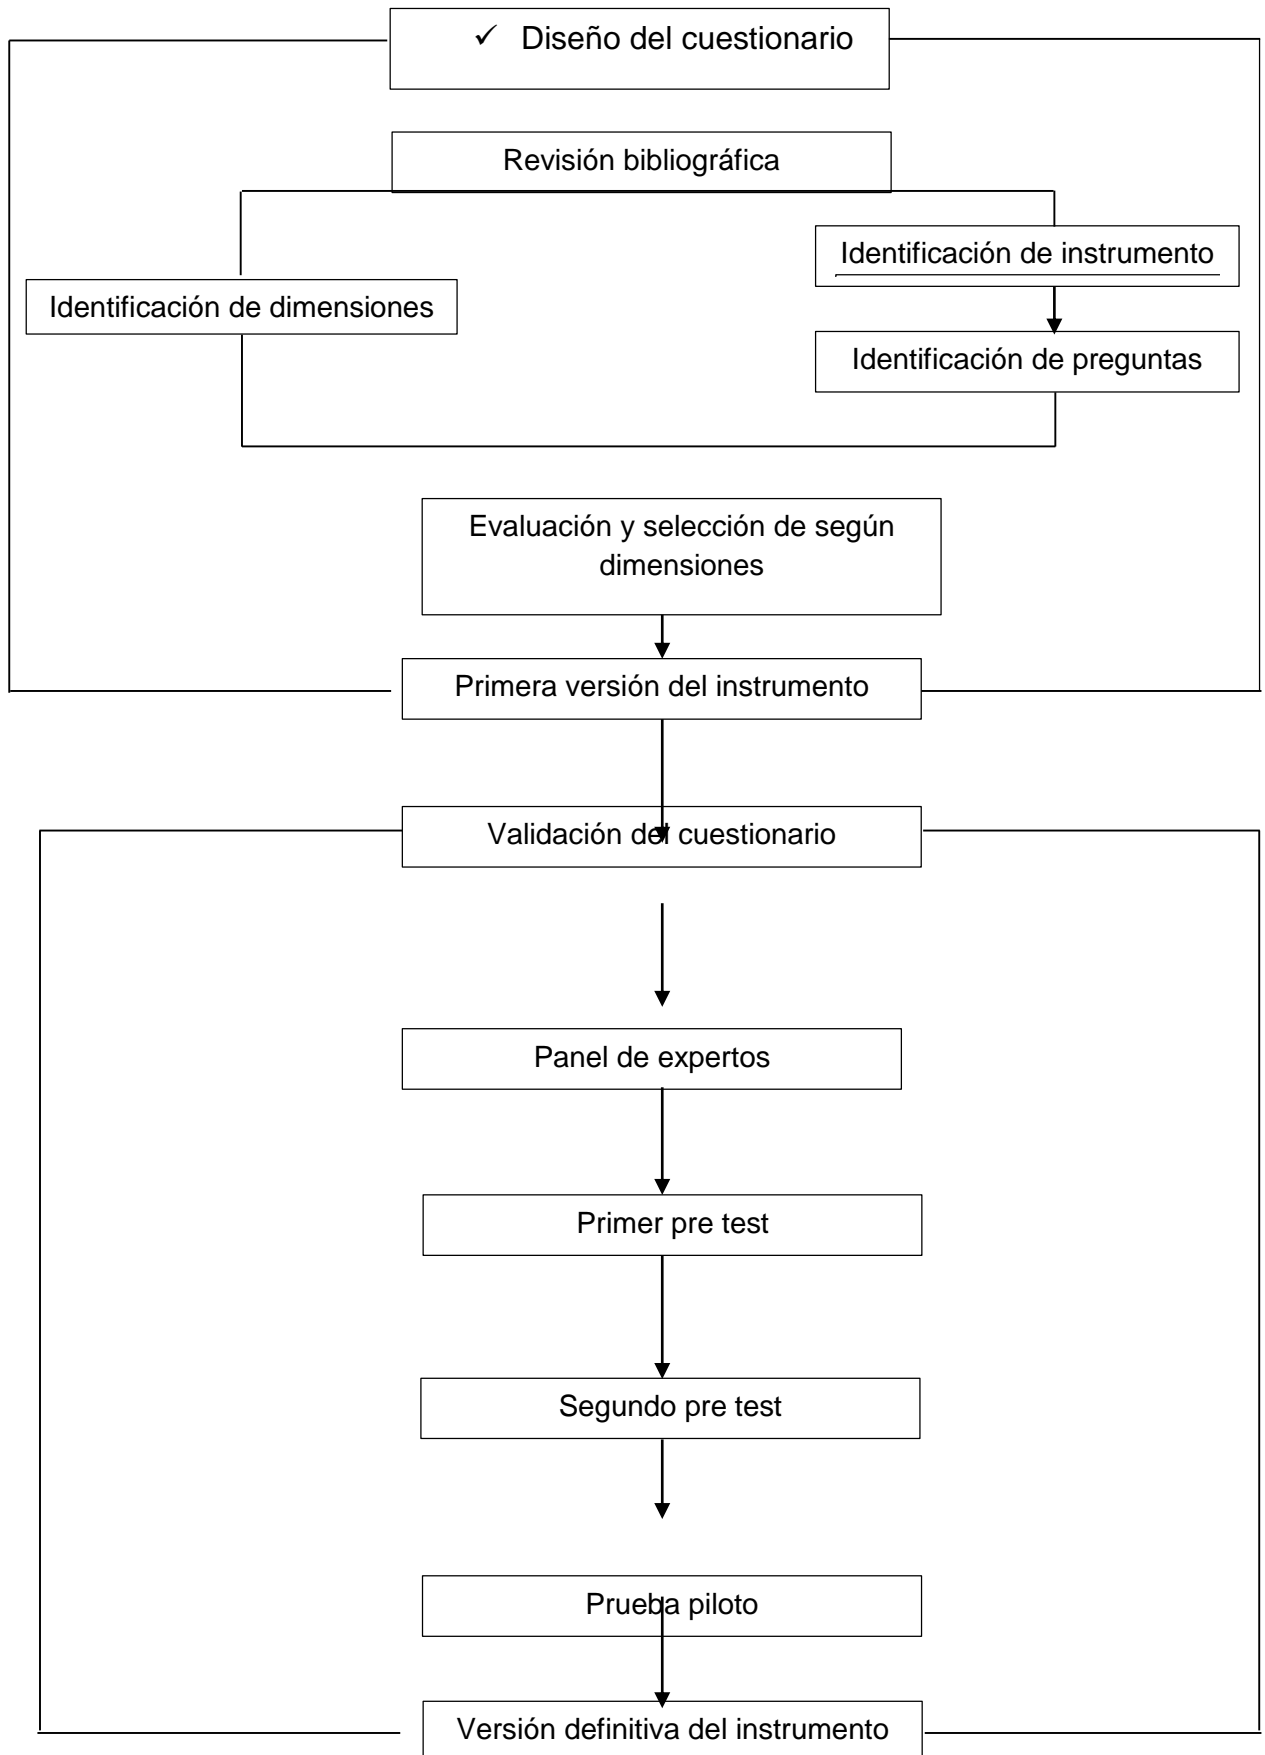 ✓ Diseño del cuestionario
Revisión bibliográfica
Identificación de instrumento
Identificación de dimensiones
Identificación de preguntas
Evaluación y selección de según
dimensiones
Primera versión del instrumento
Validación del cuestionario
Panel de expertos
Primer pre test
Segundo pre test
Prueba piloto
Versión definitiva del instrumento